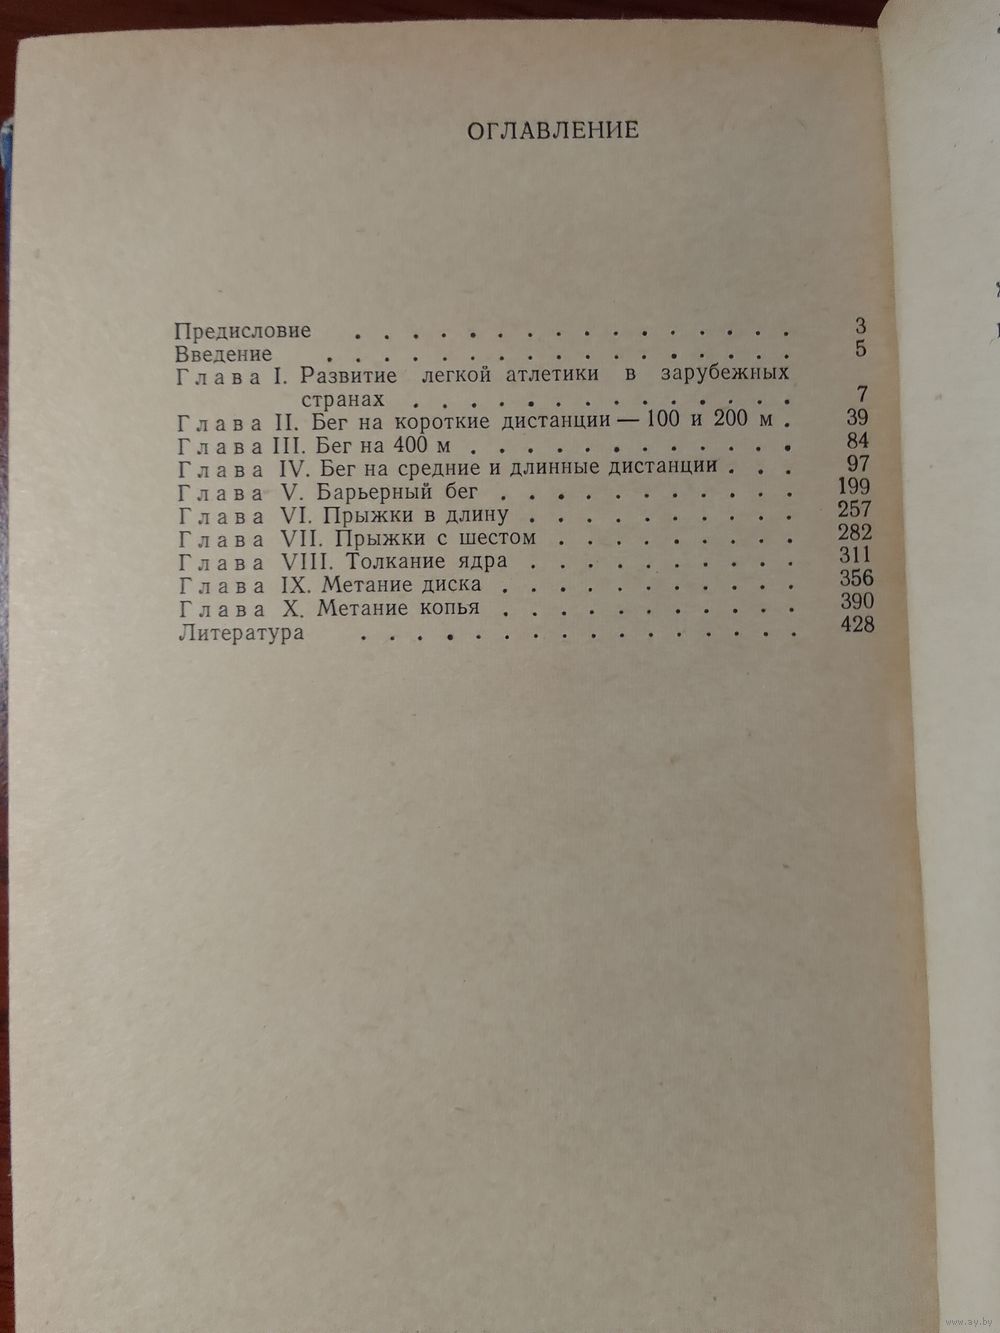 ОГЛАВЛЕНИЕ
Предисловие . . . . . . . . . . . . . . . . 3
Введение . . . . . . . . . . . . . . . . . 5
Глава I. Развитие легкой атлетики в зарубежных
странах . . . . . . . . . . . . . . 7
Глава II. Бег на короткие дистанции — 100 и 200 м . 39
Глава III. Бег на 400 м . . . . . . . . . . . . 84
Глава IV. Бег на средние и длинные дистанции . . . 97
Глава V. Барьерный бег . . . . . . . . . . . 199
Глава VI. Прыжки в длину . . . . . . . . . . 257
Глава VII. Прыжки с шестом . . . . . . . . . 282
Глава VIII. Толкание ядра . . . . . . . . . . 311
Глава IX. Метание диска . . . . . . . . . . . 356
Глава X. Метание копья . . . . . . . . . . . 390
Литература . . . . . . . . . . . . . . . . 428
www.ay.by